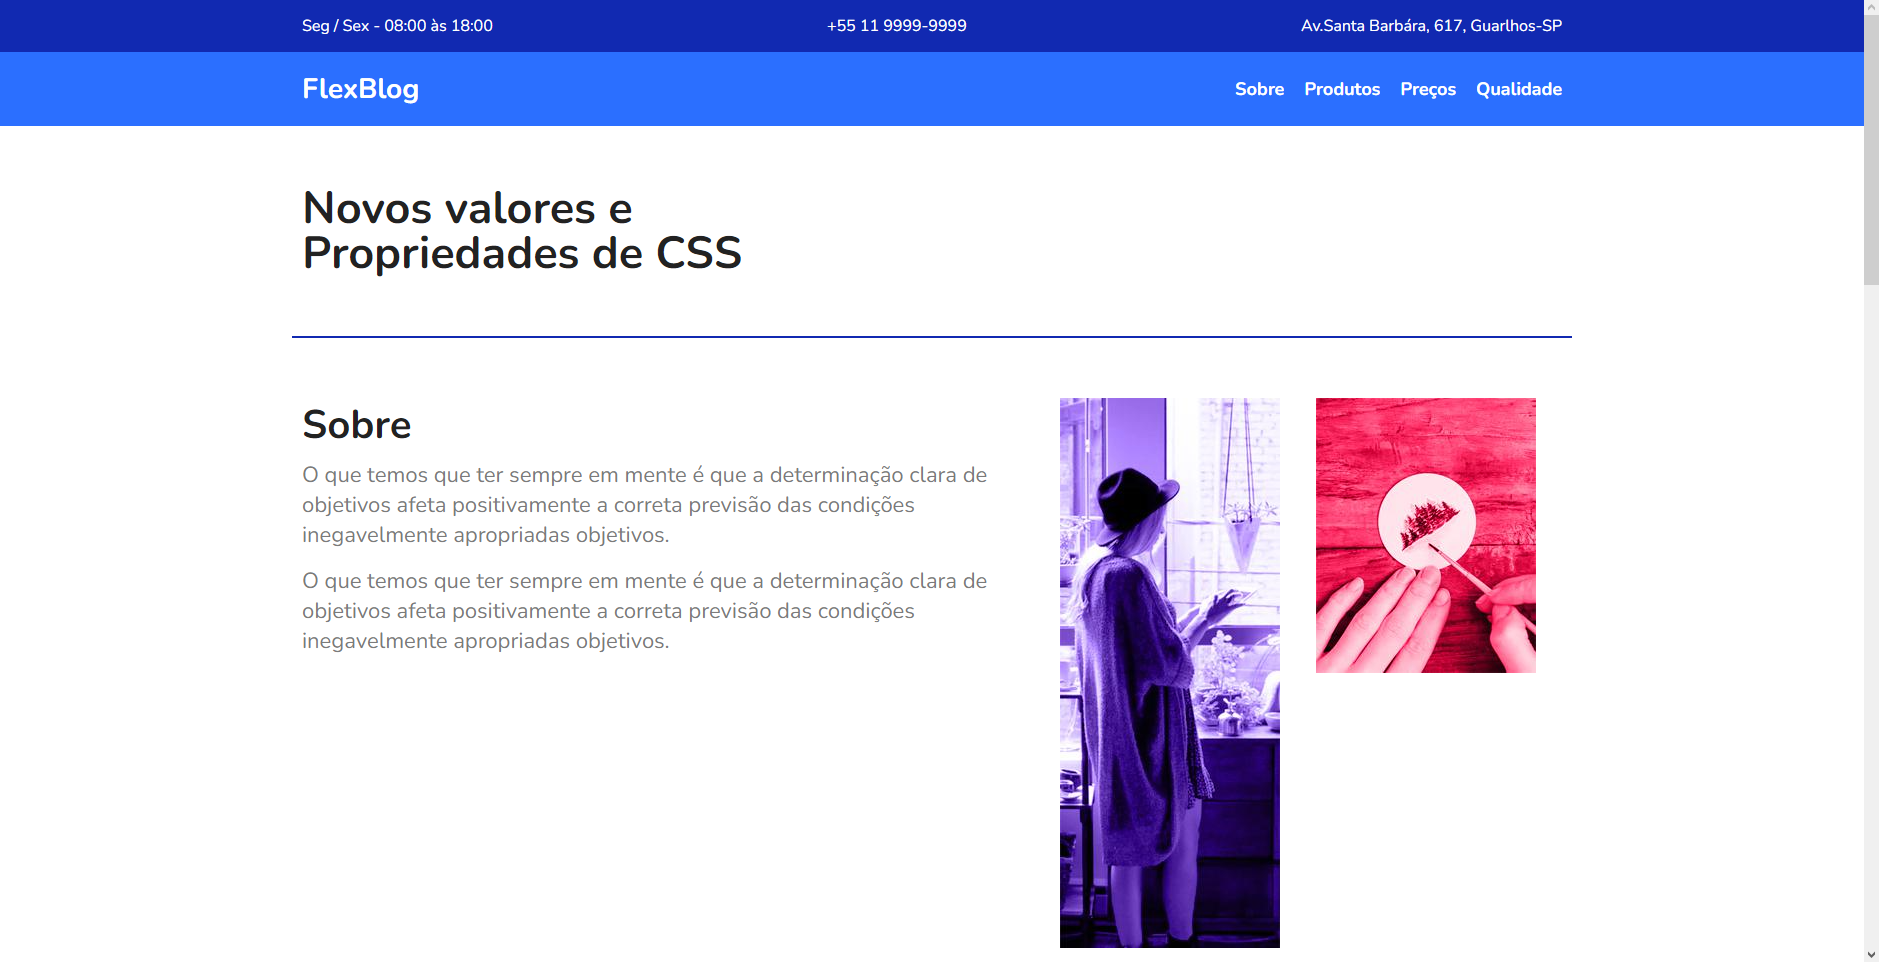 Seg / Sex - 08:00 às 18:00
+55 11 9999-9999
Av.Santa Barbára, 617, Guarlhos-SP
FlexBlog
Sobre
Produtos
Preços
Qualidade
Novos valores e
Propriedades de CSS
Sobre
O que temos que ter sempre em mente é que a determinação clara de
objetivos afeta positivamente a correta previsão das condições
inegavelmente apropriadas objetivos.
O que temos que ter sempre em mente é que a determinação clara de
objetivos afeta positivamente a correta previsão das condições
inegavelmente apropriadas objetivos.